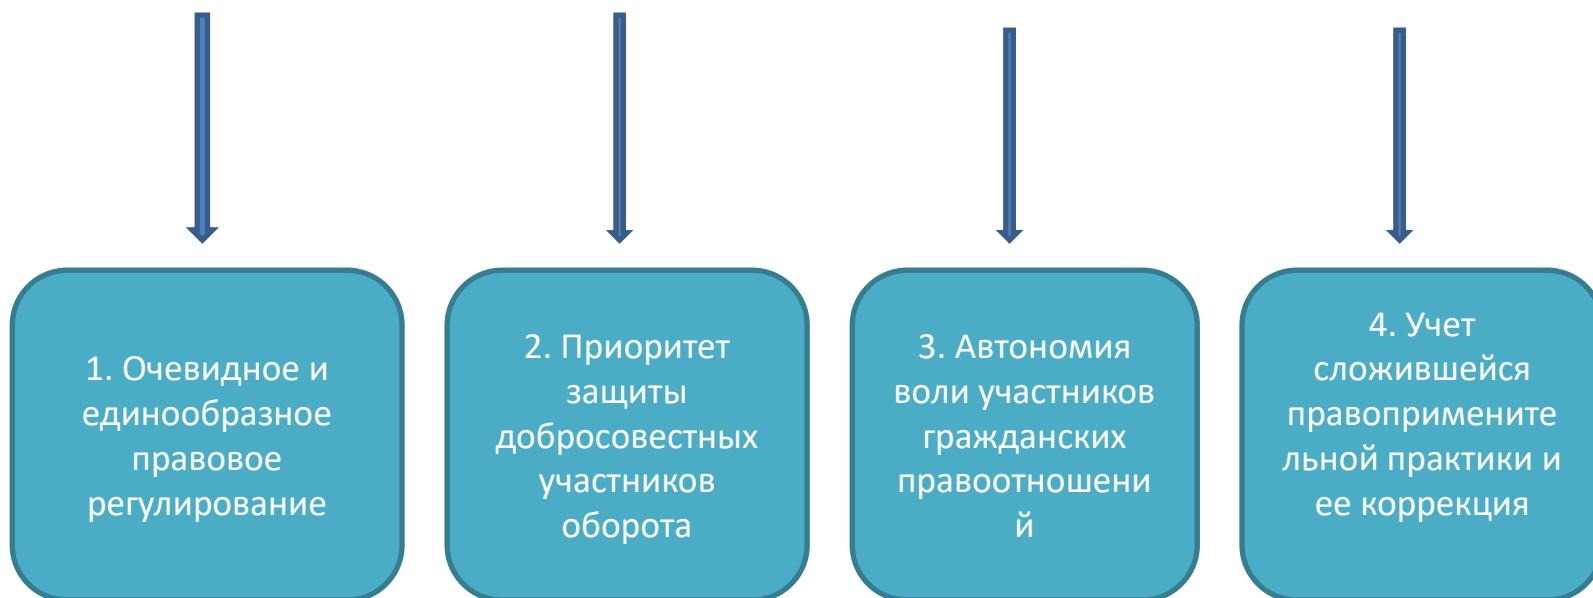 1. Очевидное и
единообразное
правовое
регулирование
2. Приоритет
защиты
добросовестных
участников
оборота
3. Автономия
воли участников
гражданских
правоотношени
й
4. Учет
сложившейся
правопримените
льной практики и
ее коррекция